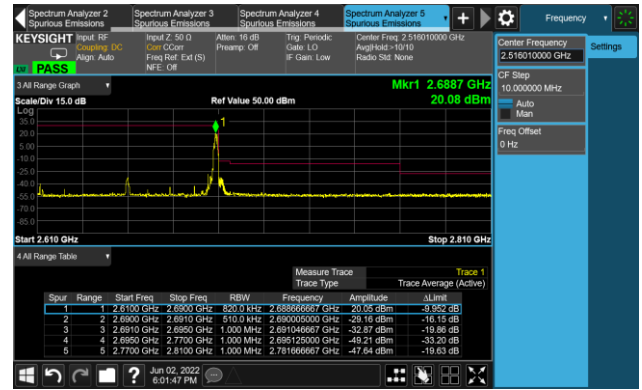 Spectrum Analyzer 2
Spurious Emissions
Spectrum Analyzer 3
Spurious Emissions
Spectrum Analyzer 4
Spurious Emissions
Spectrum Analyzer 5
Spurious Emissions
Frequency
KEYSIGHT
Input: RF
Coupling: DC
Align: Auto
Input Z: 50 Ω
Corr CCorr
Freq Ref: Ext (S)
NFE: Off
Atten: 16 dB
Preamp: Off
Trig: Periodic
Gate: LO
IF Gain: Low
Center Freq: 2.516010000 GHz
Avg|Hold:>10/10
Radio Std: None
PASS
Center Frequency
2.516010000 GHz
Settings
CF Step
10.000000 MHz
Auto
Man
Freq Offset
0 Hz
3 All Range Graph
Mkr1 2.6887 GHz
20.08 dBm
Scale/Div 15.0 dB
Ref Value 50.00 dBm
Log
35.0
20.0
5.00
-10.0
-25.0
-40.0
-55.0
-70.0
-85.0
1
Start 2.610 GHz
Stop 2.810 GHz
4 All Range Table
Measure Trace Trace 1
Trace Type Trace Average (Active)
Spur Range Start Freq Stop Freq RBW Frequency Amplitude ΔLimit
1 1 2.6100 GHz 2.6900 GHz 820.0 kHz 2.688666667 GHz 20.05 dBm -9.952 dB
2 2 2.6900 GHz 2.6910 GHz 510.0 kHz 2.690005000 GHz -29.16 dBm -16.15 dB
3 3 2.6910 GHz 2.6950 GHz 1.000 MHz 2.691046667 GHz -32.87 dBm -19.86 dB
4 4 2.6950 GHz 2.7700 GHz 1.000 MHz 2.695125000 GHz -49.21 dBm -33.20 dB
5 5 2.7700 GHz 2.8100 GHz 1.000 MHz 2.781666667 GHz -47.64 dBm -19.63 dB
?
Jun 02, 2022
6:01:47 PM